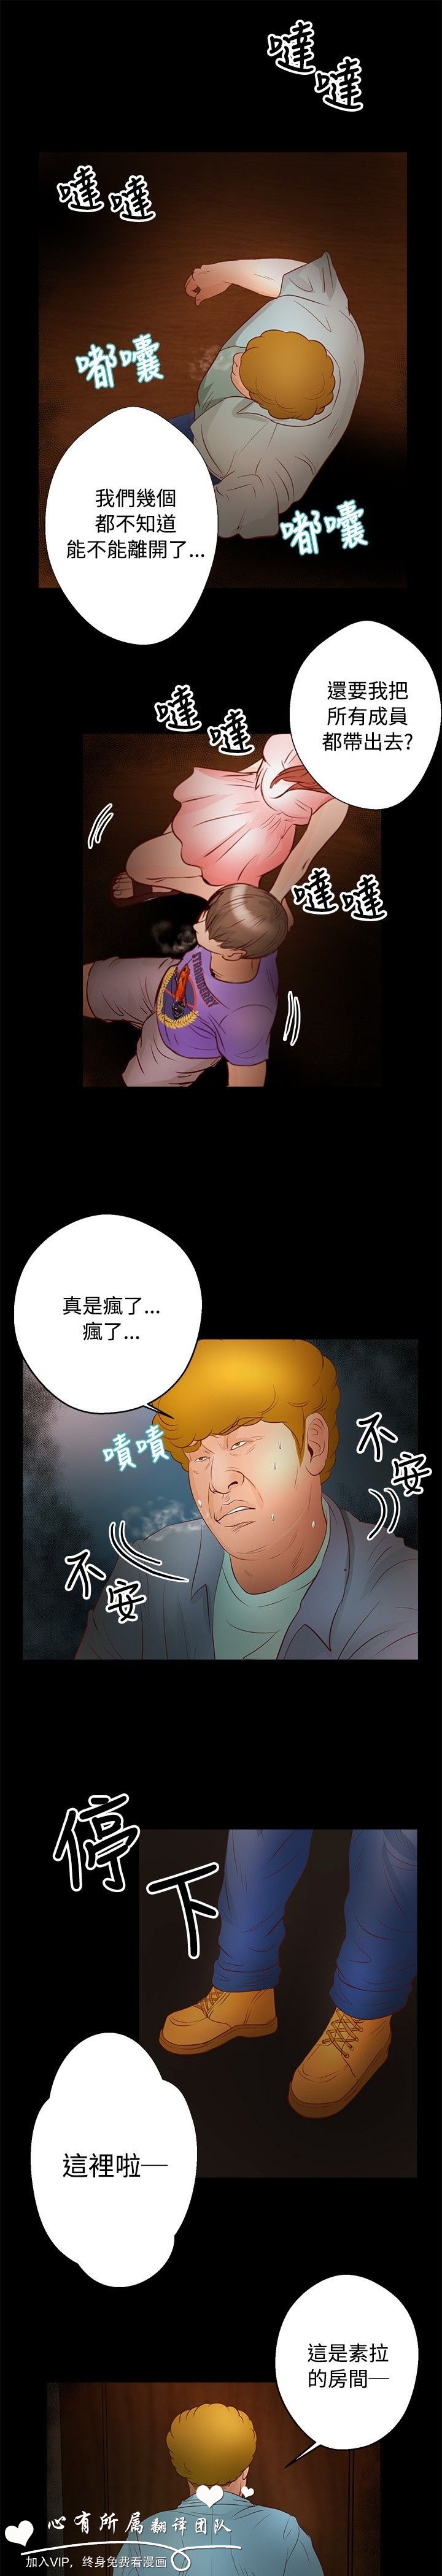 噠
噠
噠
噠
嘟囔
我們幾個
都不知道
能不能離開了...
嘟囔
還要我把
所有成員
都帶出去?
噠
噠
噠
噠
STRAWBERRY
真是瘋了...
瘋了...
嘖嘖
不
安
不
安
停
下
這裡啦—
這是素拉
的房間—
心有所属翻译团队
加入VIP，终身免费看漫画